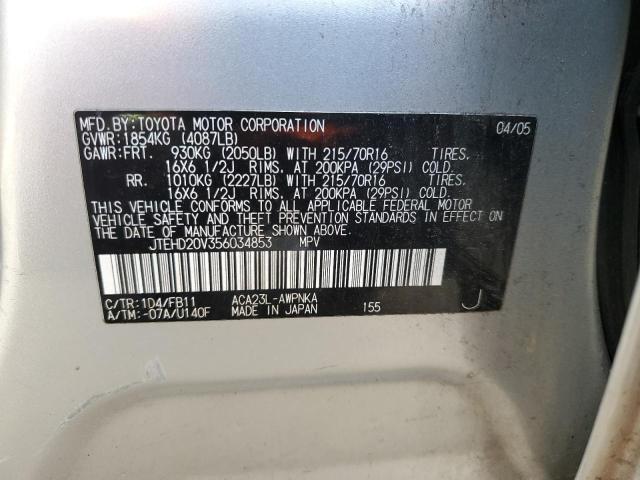 MFD.BY:TOYOTA MOTOR CORPORATION 04/05
GVWR:1854KG (4087LB)
GAWR:FRT. 930KG (2050LB) WITH 215/70R16 TIRES.
16X6 1/2J RIMS. AT 200KPA (29PSI) COLD.
RR. 1010KG (2227LB) WITH 215/70R16 TIRES.
16X6 1/2J RIMS. AT 200KPA (29PSI) COLD.
THIS VEHICLE CONFORMS TO ALL APPLICABLE FEDERAL MOTOR
VEHICLE SAFETY AND THEFT PREVENTION STANDARDS IN EFFECT ON
THE DATE OF MANUFACTURE SHOWN ABOVE.
JTEHD20V356034853 MPV
C/TR:1D4/FB11 ACA23L-AWPNKA
A/TM:-07A/U140F MADE IN JAPAN 155 J